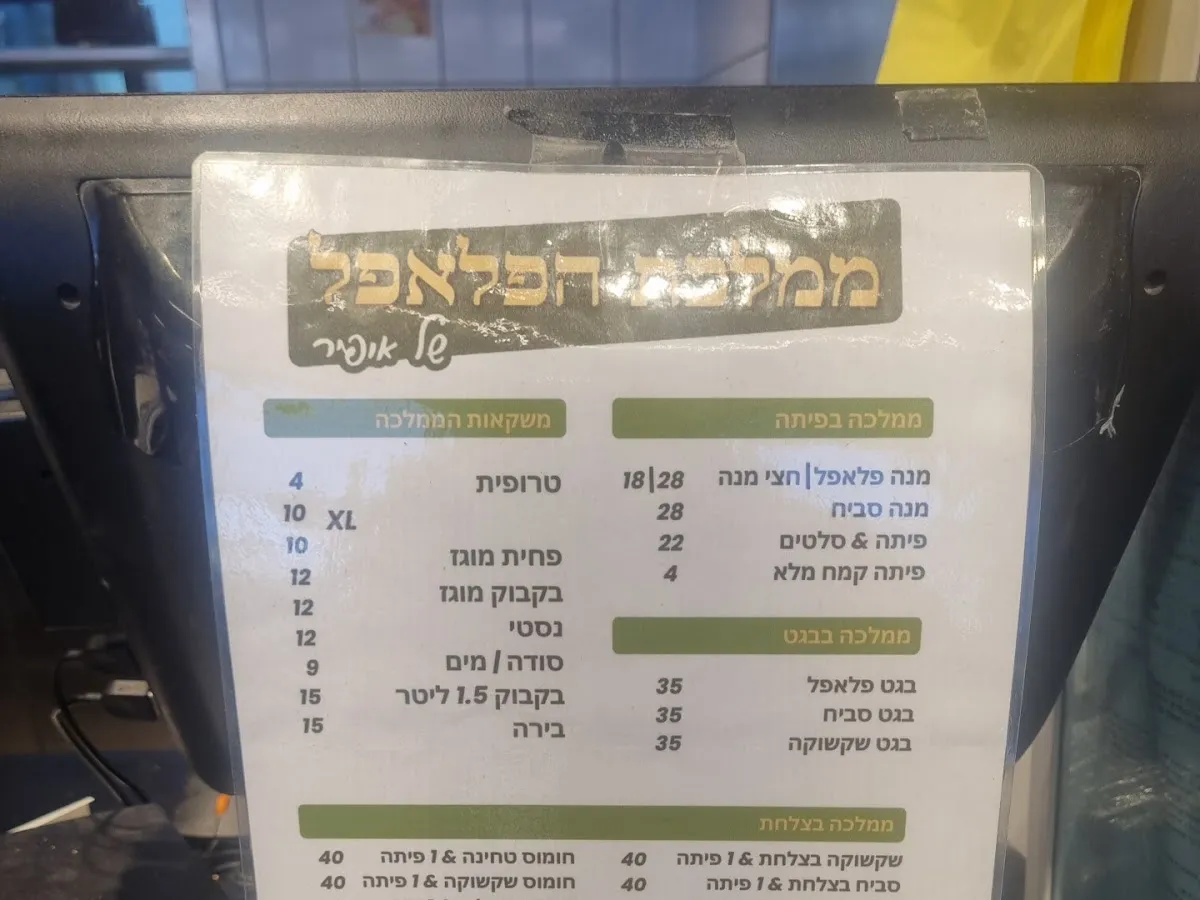 ממלכת הפלאפל
של אופיר
ממלכה בפיתה
מנה פלאפל|חצי מנה 28|18
מנה סביח 28
פיתה & סלטים 22
פיתה קמח מלא 4
ממלכה בבגט
בגט פלאפל 35
בגט סביח 35
בגט שקשוקה 35
משקאות הממלכה
טרופית 4
XL 10
פחית מוגז 10
בקבוק מוגז 12
נסטי 12
סודה / מים 12
9
בקבוק 1.5 ליטר 15
בירה 15
ממלכה בצלחת
שקשוקה בצלחת & 1 פיתה 40
סביח בצלחת & 1 פיתה 40
חומוס טחינה & 1 פיתה 40
חומוס שקשוקה & 1 פיתה 40